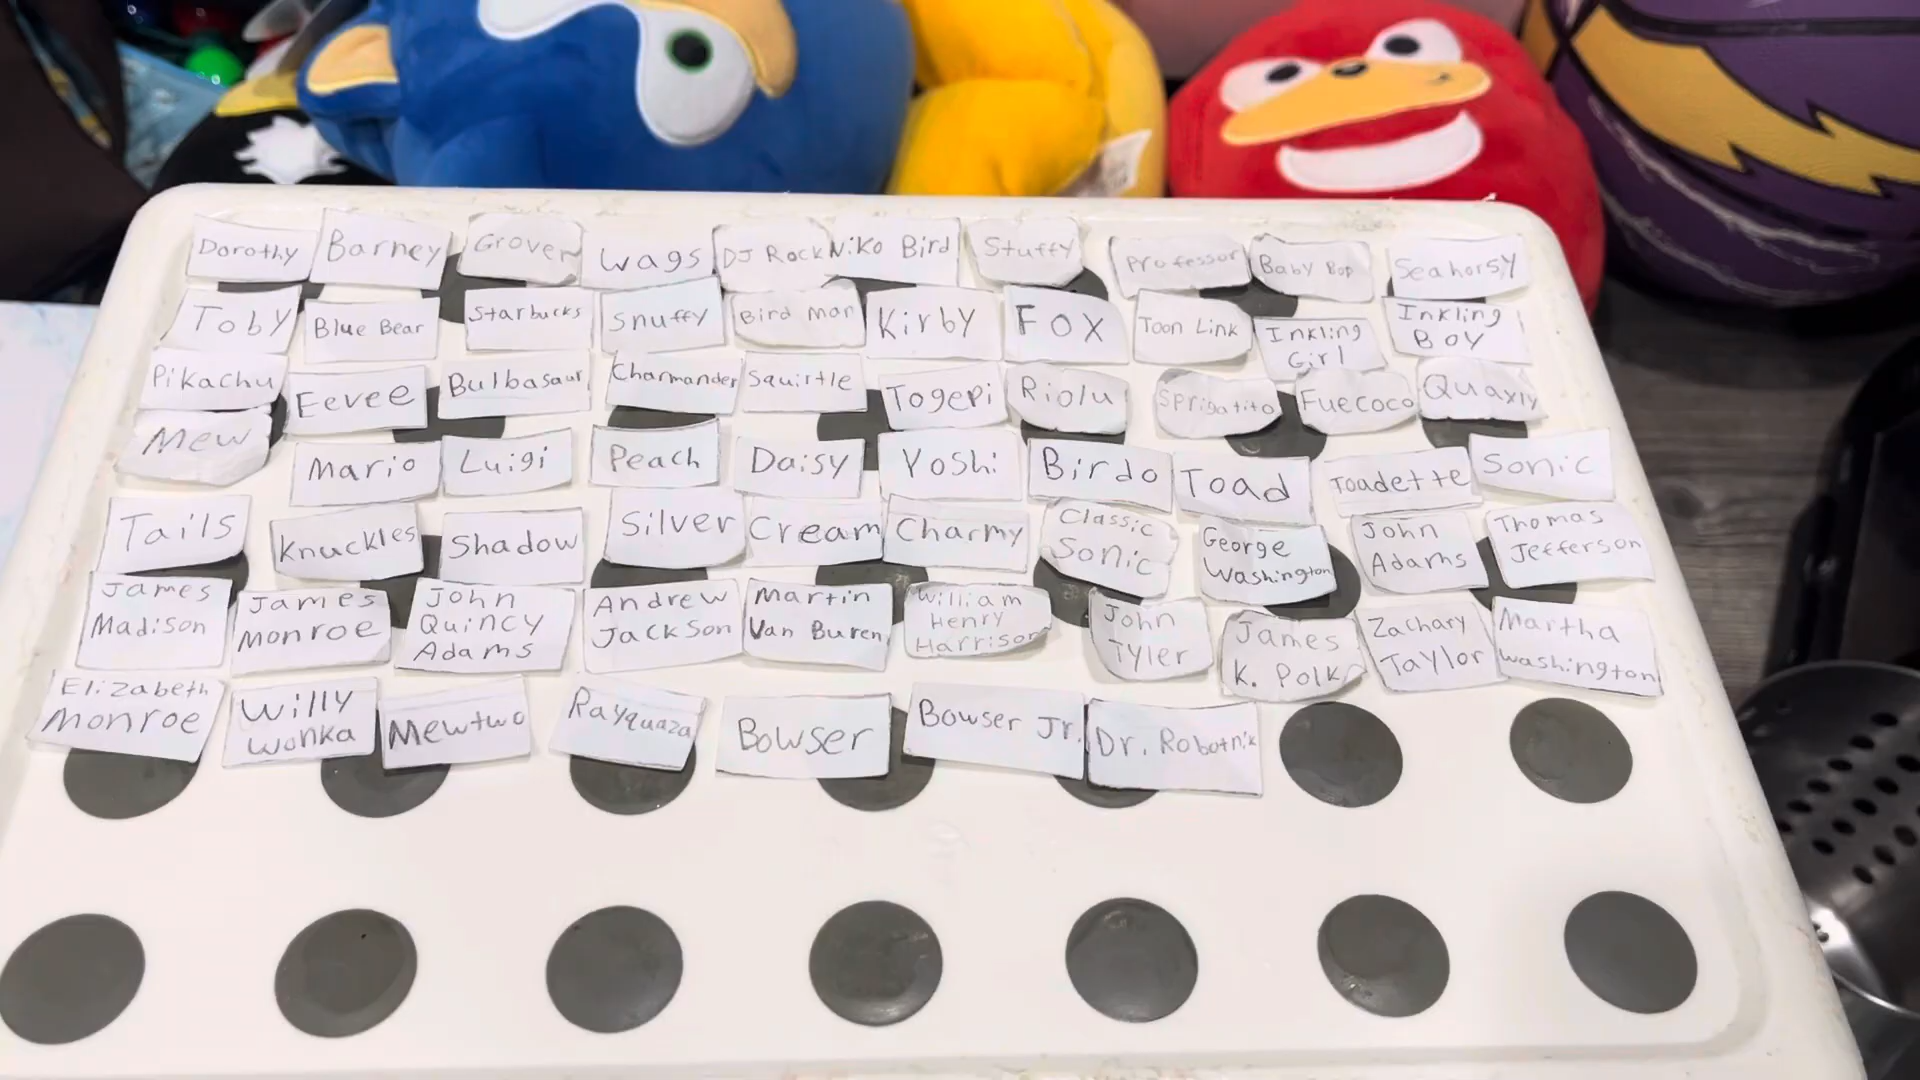 Dorothy Barney Grover Wags DJ Rock Niko Bird Stuffy Professor Baby Bop Seahorsy
Toby Blue Bear Starbucks Snuffy Bird Man Kirby Fox Toon Link Inkling Girl Inkling Boy
Pikachu Eevee Bulbasaur Charmander Squirtle Togepi Riolu Sprigatito Fuecoco Quaxly
Mew Mario Luigi Peach Daisy Yoshi Birdo Toad Toadette Sonic
Tails Knuckles Shadow Silver Cream Charmy Classic Sonic George Washington John Adams Thomas Jefferson
James Madison James Monroe John Quincy Adams Andrew Jackson Martin Van Buren William Henry Harrison John Tyler James K. Polk Zachary Taylor Martha Washington
Elizabeth Monroe Willy Wonka Mewtwo Rayquaza Bowser Bowser Jr. Dr. Robotnik